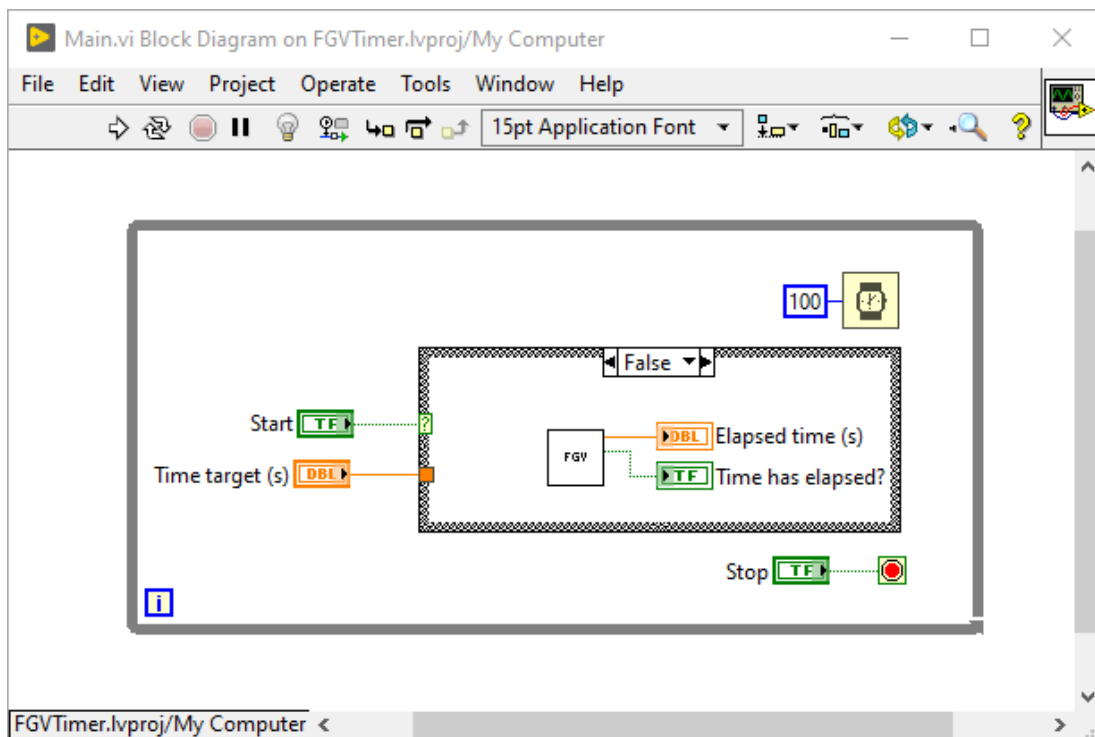 Main.vi Block Diagram on FGVTimer.lvproj/My Computer
File Edit View Project Operate Tools Window Help
15pt Application Font
100
False
Start TF
Time target (s) DBL
FGV
DBL Elapsed time (s)
TF Time has elapsed?
Stop TF
i
FGVTimer.lvproj/My Computer